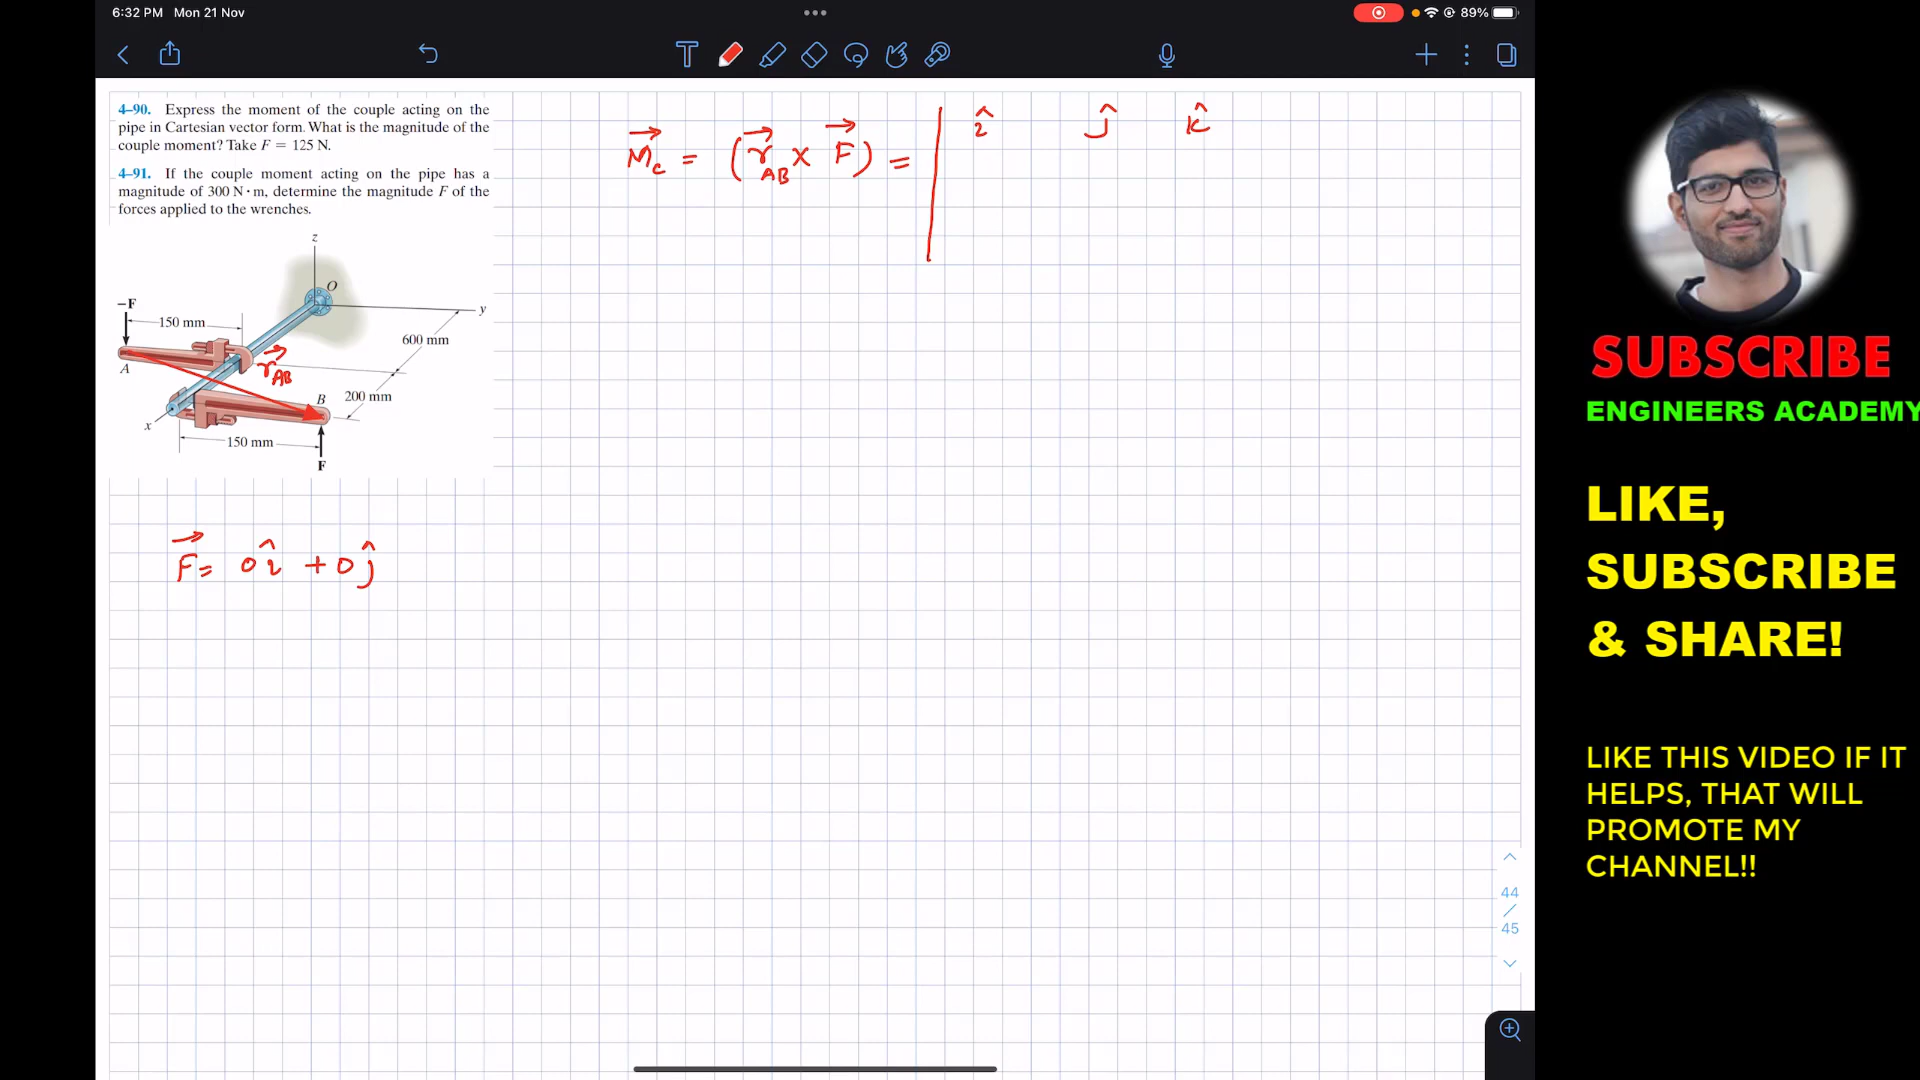 6:32 PM Mon 21 Nov
89%
4–90. Express the moment of the couple acting on the
pipe in Cartesian vector form. What is the magnitude of the
couple moment? Take F = 125 N.
4–91. If the couple moment acting on the pipe has a
magnitude of 300 N·m, determine the magnitude F of the
forces applied to the wrenches.
z
O
–F
150 mm
y
600 mm
A
r⃗AB
B
200 mm
x
150 mm
F
M⃗c = (r⃗AB × F⃗) = | î ĵ k̂
F⃗ = 0î + 0ĵ
44
/
45
SUBSCRIBE
ENGINEERS ACADEMY
LIKE,
SUBSCRIBE
& SHARE!
LIKE THIS VIDEO IF IT
HELPS, THAT WILL
PROMOTE MY
CHANNEL!!